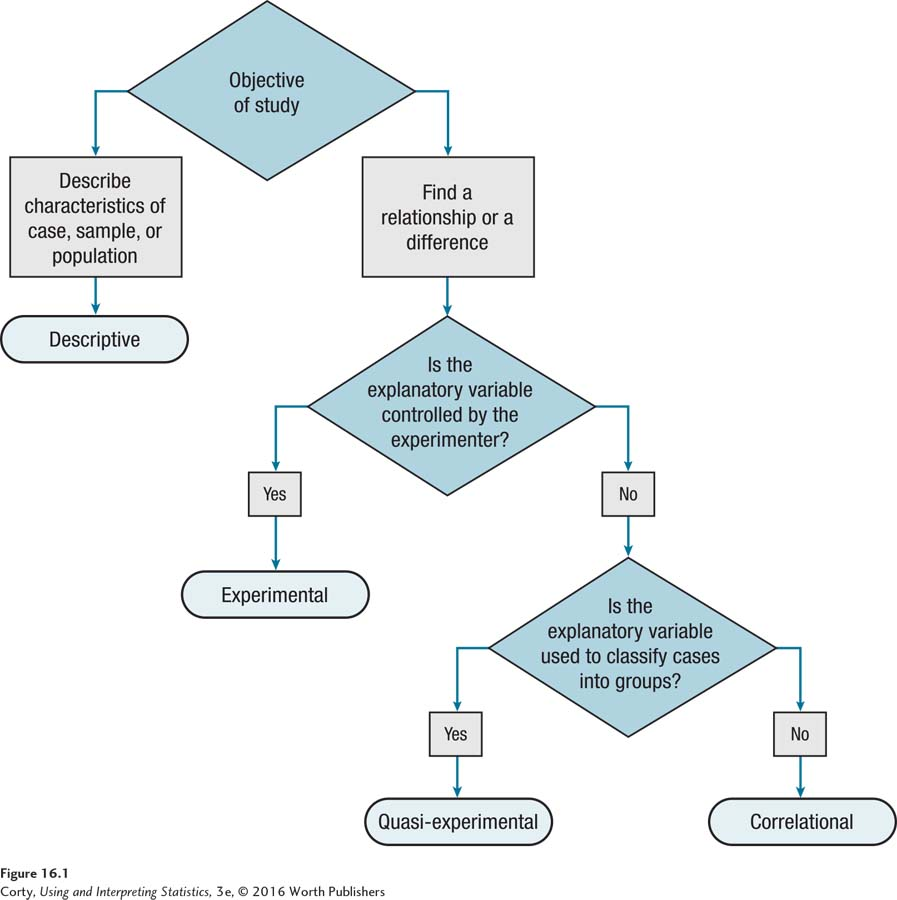 Objective
of study
Describe
characteristics of
case, sample, or
population
Find a
relationship or a
difference
Descriptive
Is the
explanatory variable
controlled by the
experimenter?
Yes
No
Experimental
Is the
explanatory variable
used to classify cases
into groups?
Yes
No
Quasi-experimental
Correlational
Figure 16.1
Corty, Using and Interpreting Statistics, 3e, © 2016 Worth Publishers